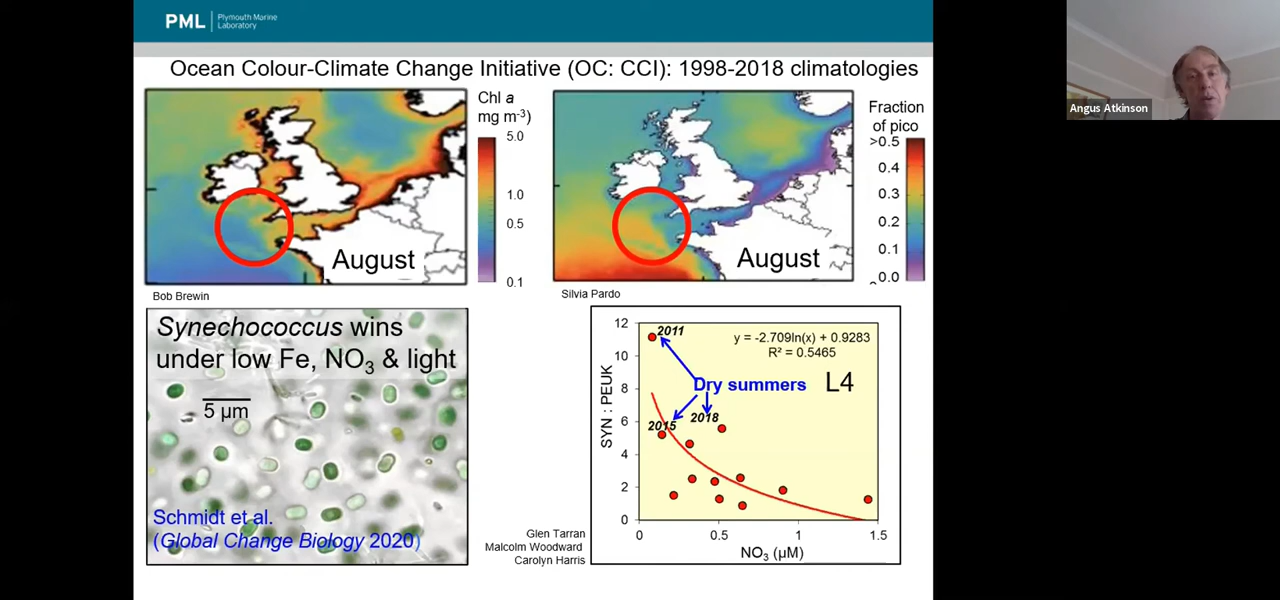 PML | Plymouth Marine
Laboratory
Angus Atkinson
Ocean Colour-Climate Change Initiative (OC: CCI): 1998-2018 climatologies
Chl a
mg m⁻³)
5.0
1.0
0.5
0.1
August
Bob Brewin
Fraction
of pico
>0.5
0.4
0.3
0.2
0.1
0.0
August
Silvia Pardo
Synechococcus wins
under low Fe, NO₃ & light
5 µm
Schmidt et al.
(Global Change Biology 2020)
Glen Tarran
Malcolm Woodward
Carolyn Harris
12
10
8
6
4
2
0
SYN : PEUK
2011
y = -2.709ln(x) + 0.9283
R² = 0.5465
Dry summers
L4
2015
2018
0
0.5
1
1.5
NO₃ (µM)